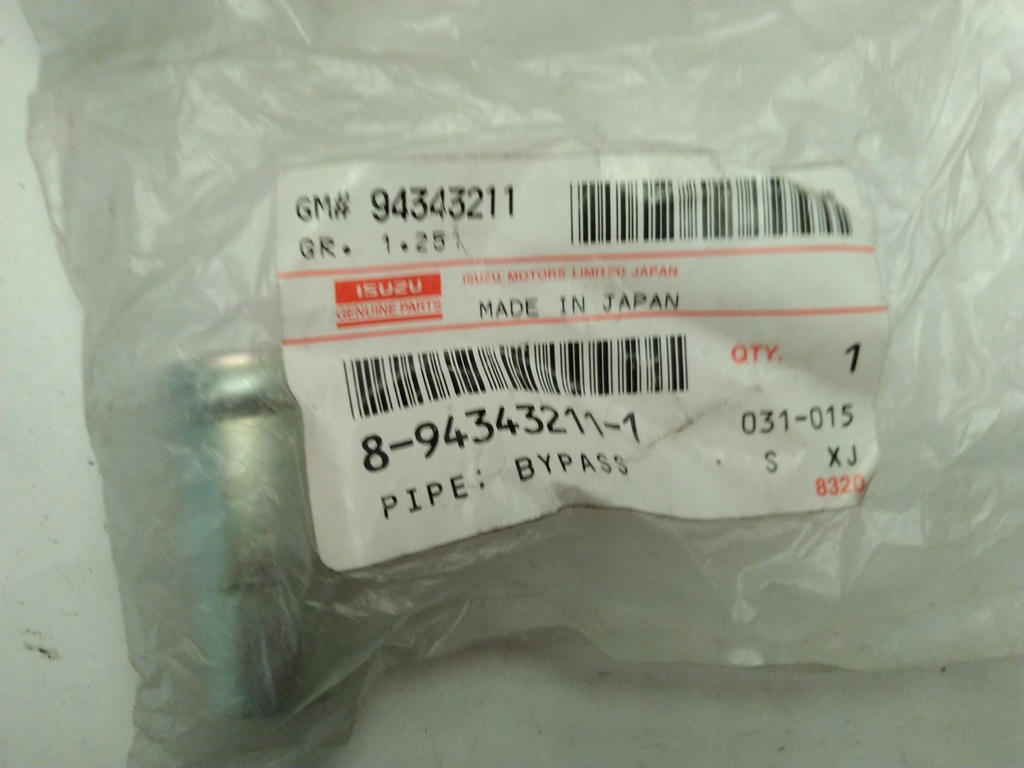 GM# 94343211
GR. 1.251
ISUZU
GENUINE PARTS
ISUZU MOTORS LIMITED JAPAN
MADE IN JAPAN
QTY. 1
8-94343211-1
031-015
PIPE: BYPASS
S XJ
8320